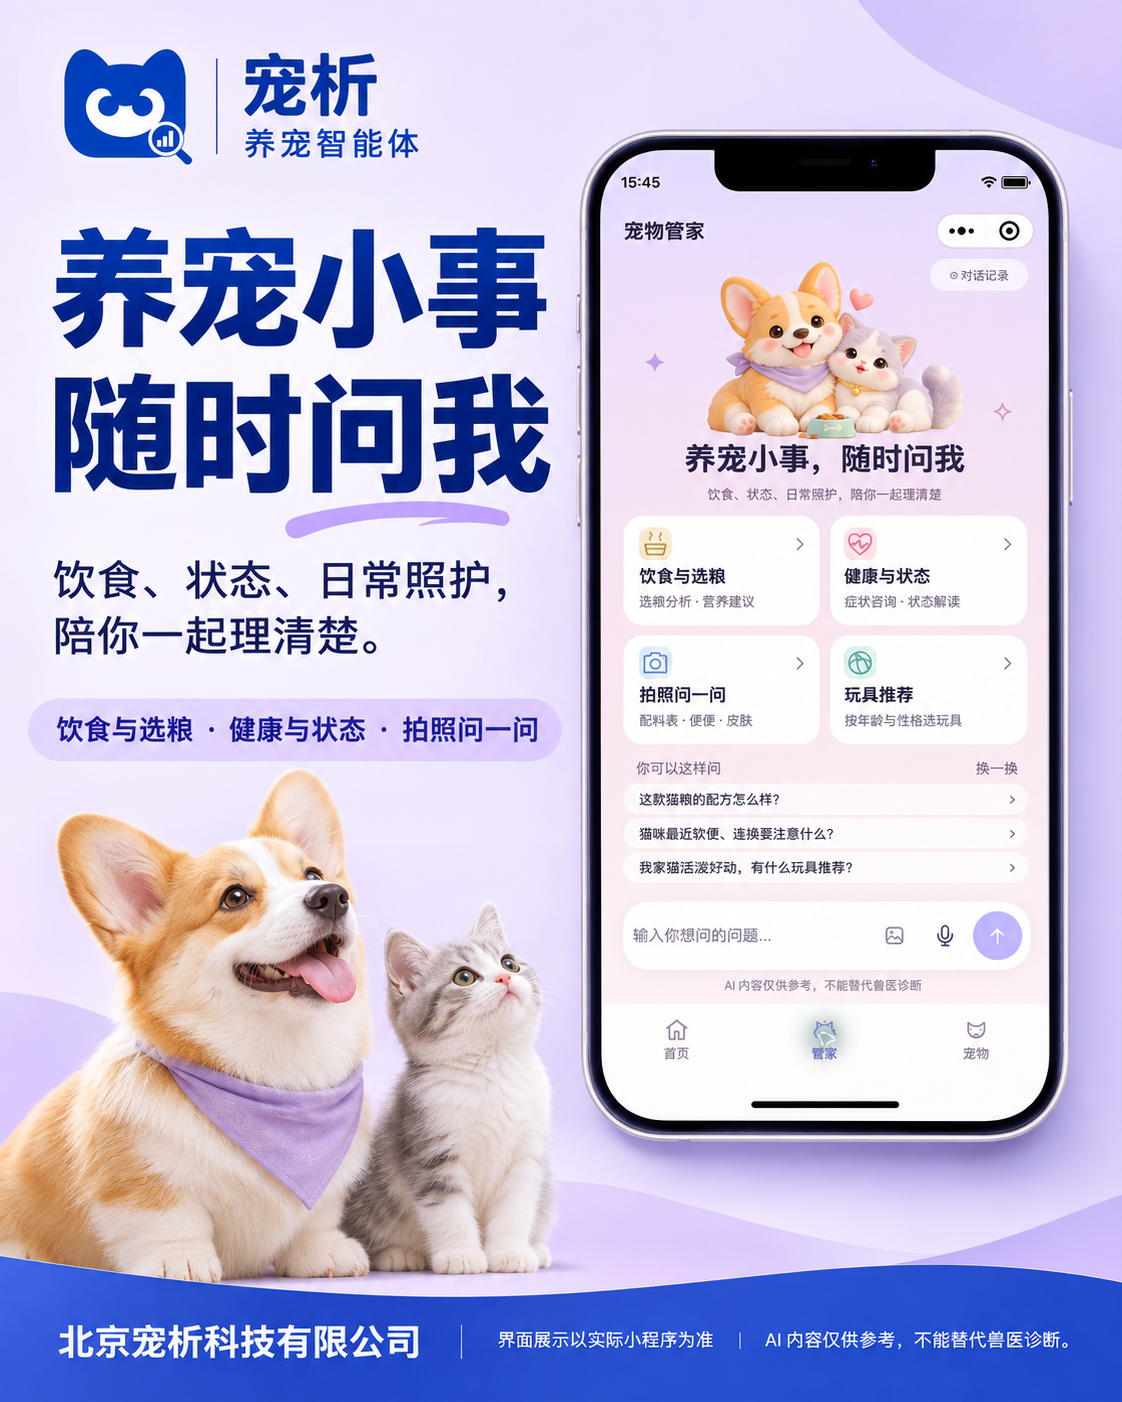 宠析
养宠智能体
养宠小事
随时问我
饮食、状态、日常照护，
陪你一起理清楚。
饮食与选粮 · 健康与状态 · 拍照问一问
15:45
宠物管家
对话记录
养宠小事，随时问我
饮食、状态、日常照护，陪你一起理清楚
饮食与选粮
选粮分析·营养建议
健康与状态
症状咨询·状态解读
拍照问一问
配料表·便便·皮肤
玩具推荐
按年龄与性格选玩具
你可以这样问
换一换
这款猫粮的配方怎么样？
猫咪最近软便、连换要注意什么？
我家猫活泼好动，有什么玩具推荐？
输入你想问的问题...
AI 内容仅供参考，不能替代兽医诊断
首页
管家
宠物
北京宠析科技有限公司
界面展示以实际小程序为准 | AI 内容仅供参考，不能替代兽医诊断。